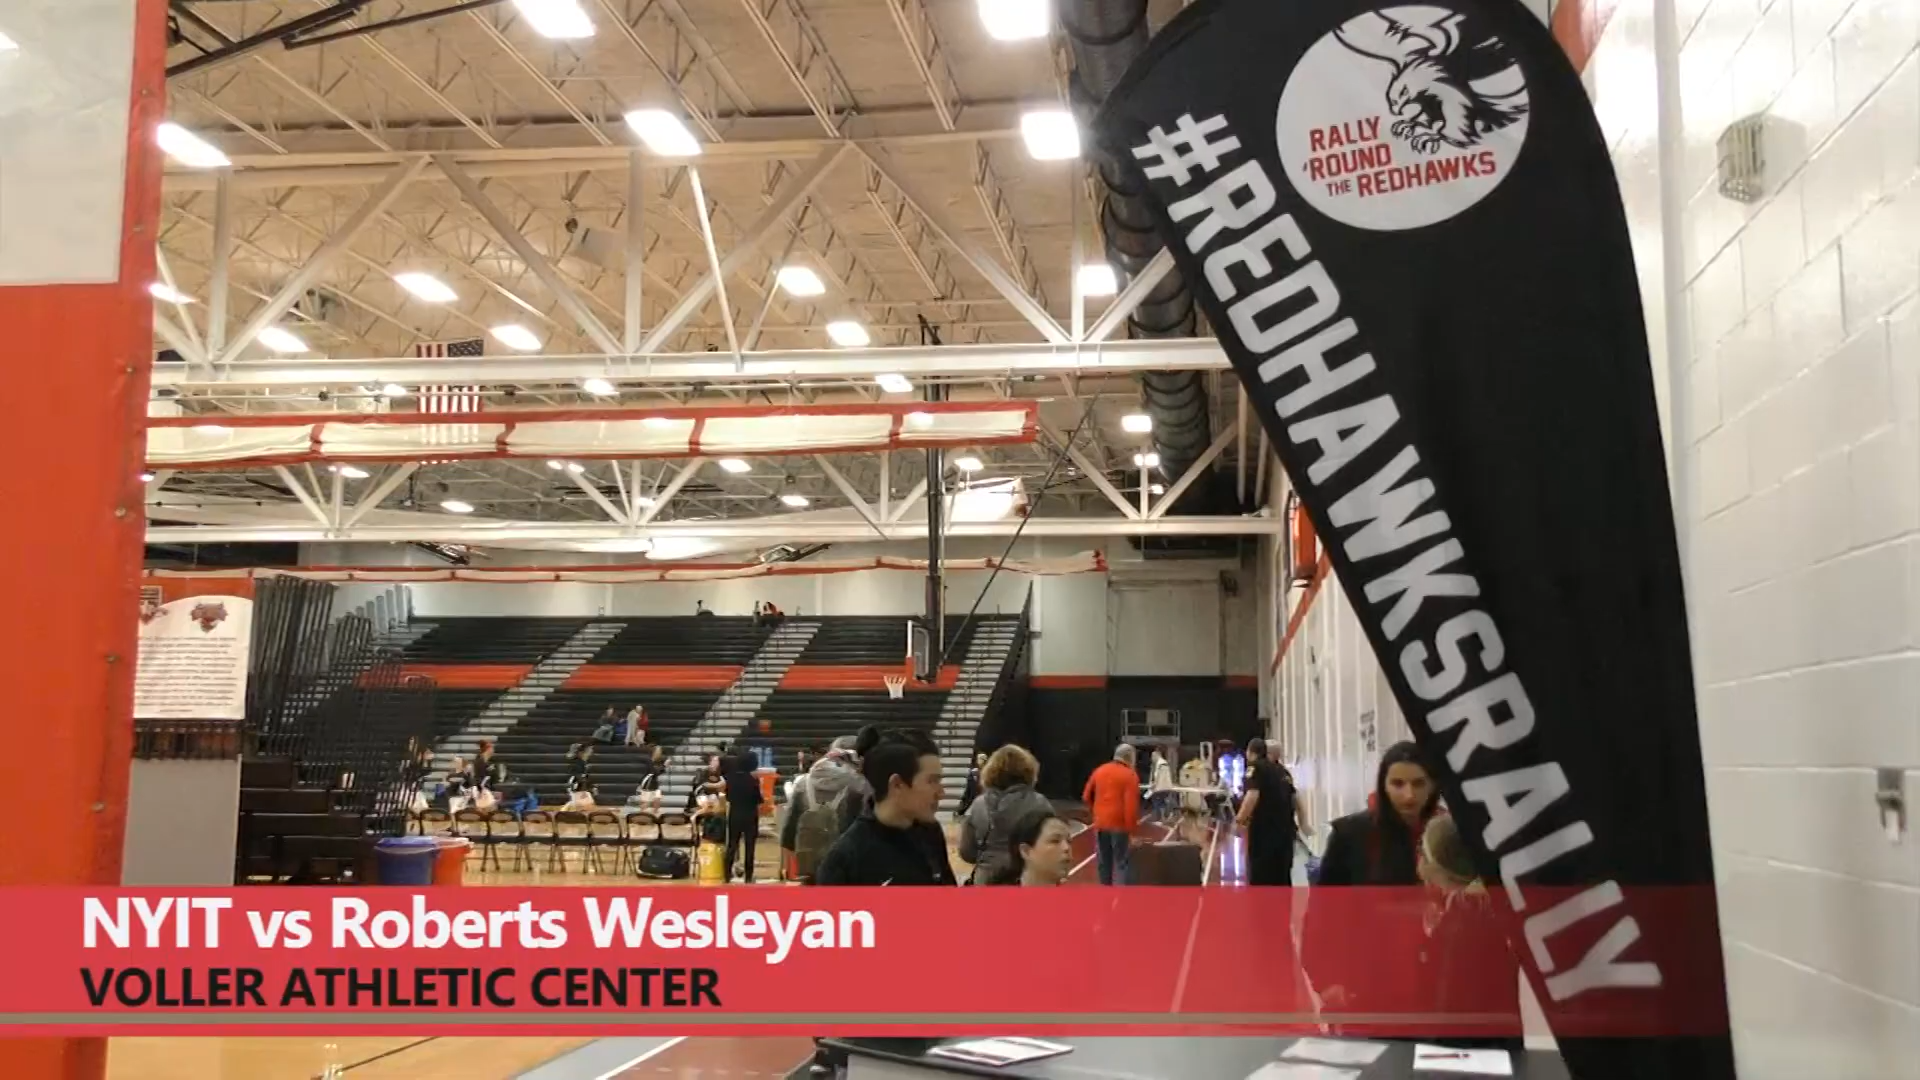 RALLY
'ROUND
THE REDHAWKS
#REDHAWKSRALLY
NYIT vs Roberts Wesleyan
VOLLER ATHLETIC CENTER